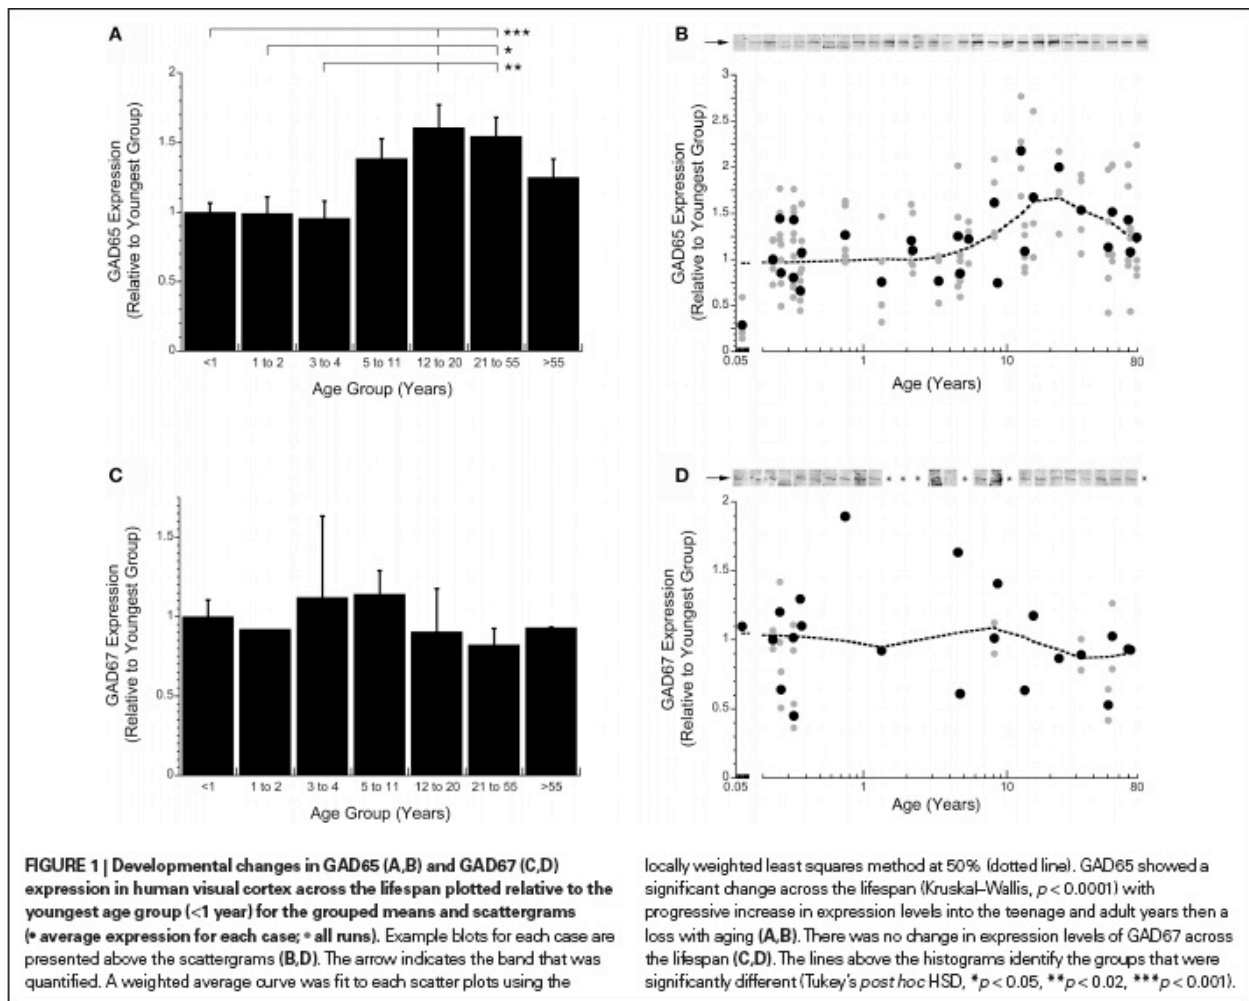 A
***
*
**
GAD65 Expression
(Relative to Youngest Group)
2
1.5
1
0.5
0
<1 1 to 2 3 to 4 5 to 11 12 to 20 21 to 55 >55
Age Group (Years)
B
GAD65 Expression
(Relative to Youngest Group)
3
2.5
2
1.5
1
0.5
0
0.05 1 10 80
Age (Years)
C
GAD67 Expression
(Relative to Youngest Group)
1.5
1
0.5
0
<1 1 to 2 3 to 4 5 to 11 12 to 20 21 to 55 >55
Age Group (Years)
D
* * * * * *
GAD67 Expression
(Relative to Youngest Group)
2
1.5
1
0.5
0
0.05 1 10 80
Age (Years)
FIGURE 1 | Developmental changes in GAD65 (A,B) and GAD67 (C,D)
expression in human visual cortex across the lifespan plotted relative to the
youngest age group (<1 year) for the grouped means and scattergrams
(• average expression for each case; • all runs). Example blots for each case are
presented above the scattergrams (B,D). The arrow indicates the band that was
quantified. A weighted average curve was fit to each scatter plots using the
locally weighted least squares method at 50% (dotted line). GAD65 showed a
significant change across the lifespan (Kruskal–Wallis, p < 0.0001) with
progressive increase in expression levels into the teenage and adult years then a
loss with aging (A,B). There was no change in expression levels of GAD67 across
the lifespan (C,D). The lines above the histograms identify the groups that were
significantly different (Tukey's post hoc HSD, *p < 0.05, **p < 0.02, ***p < 0.001).